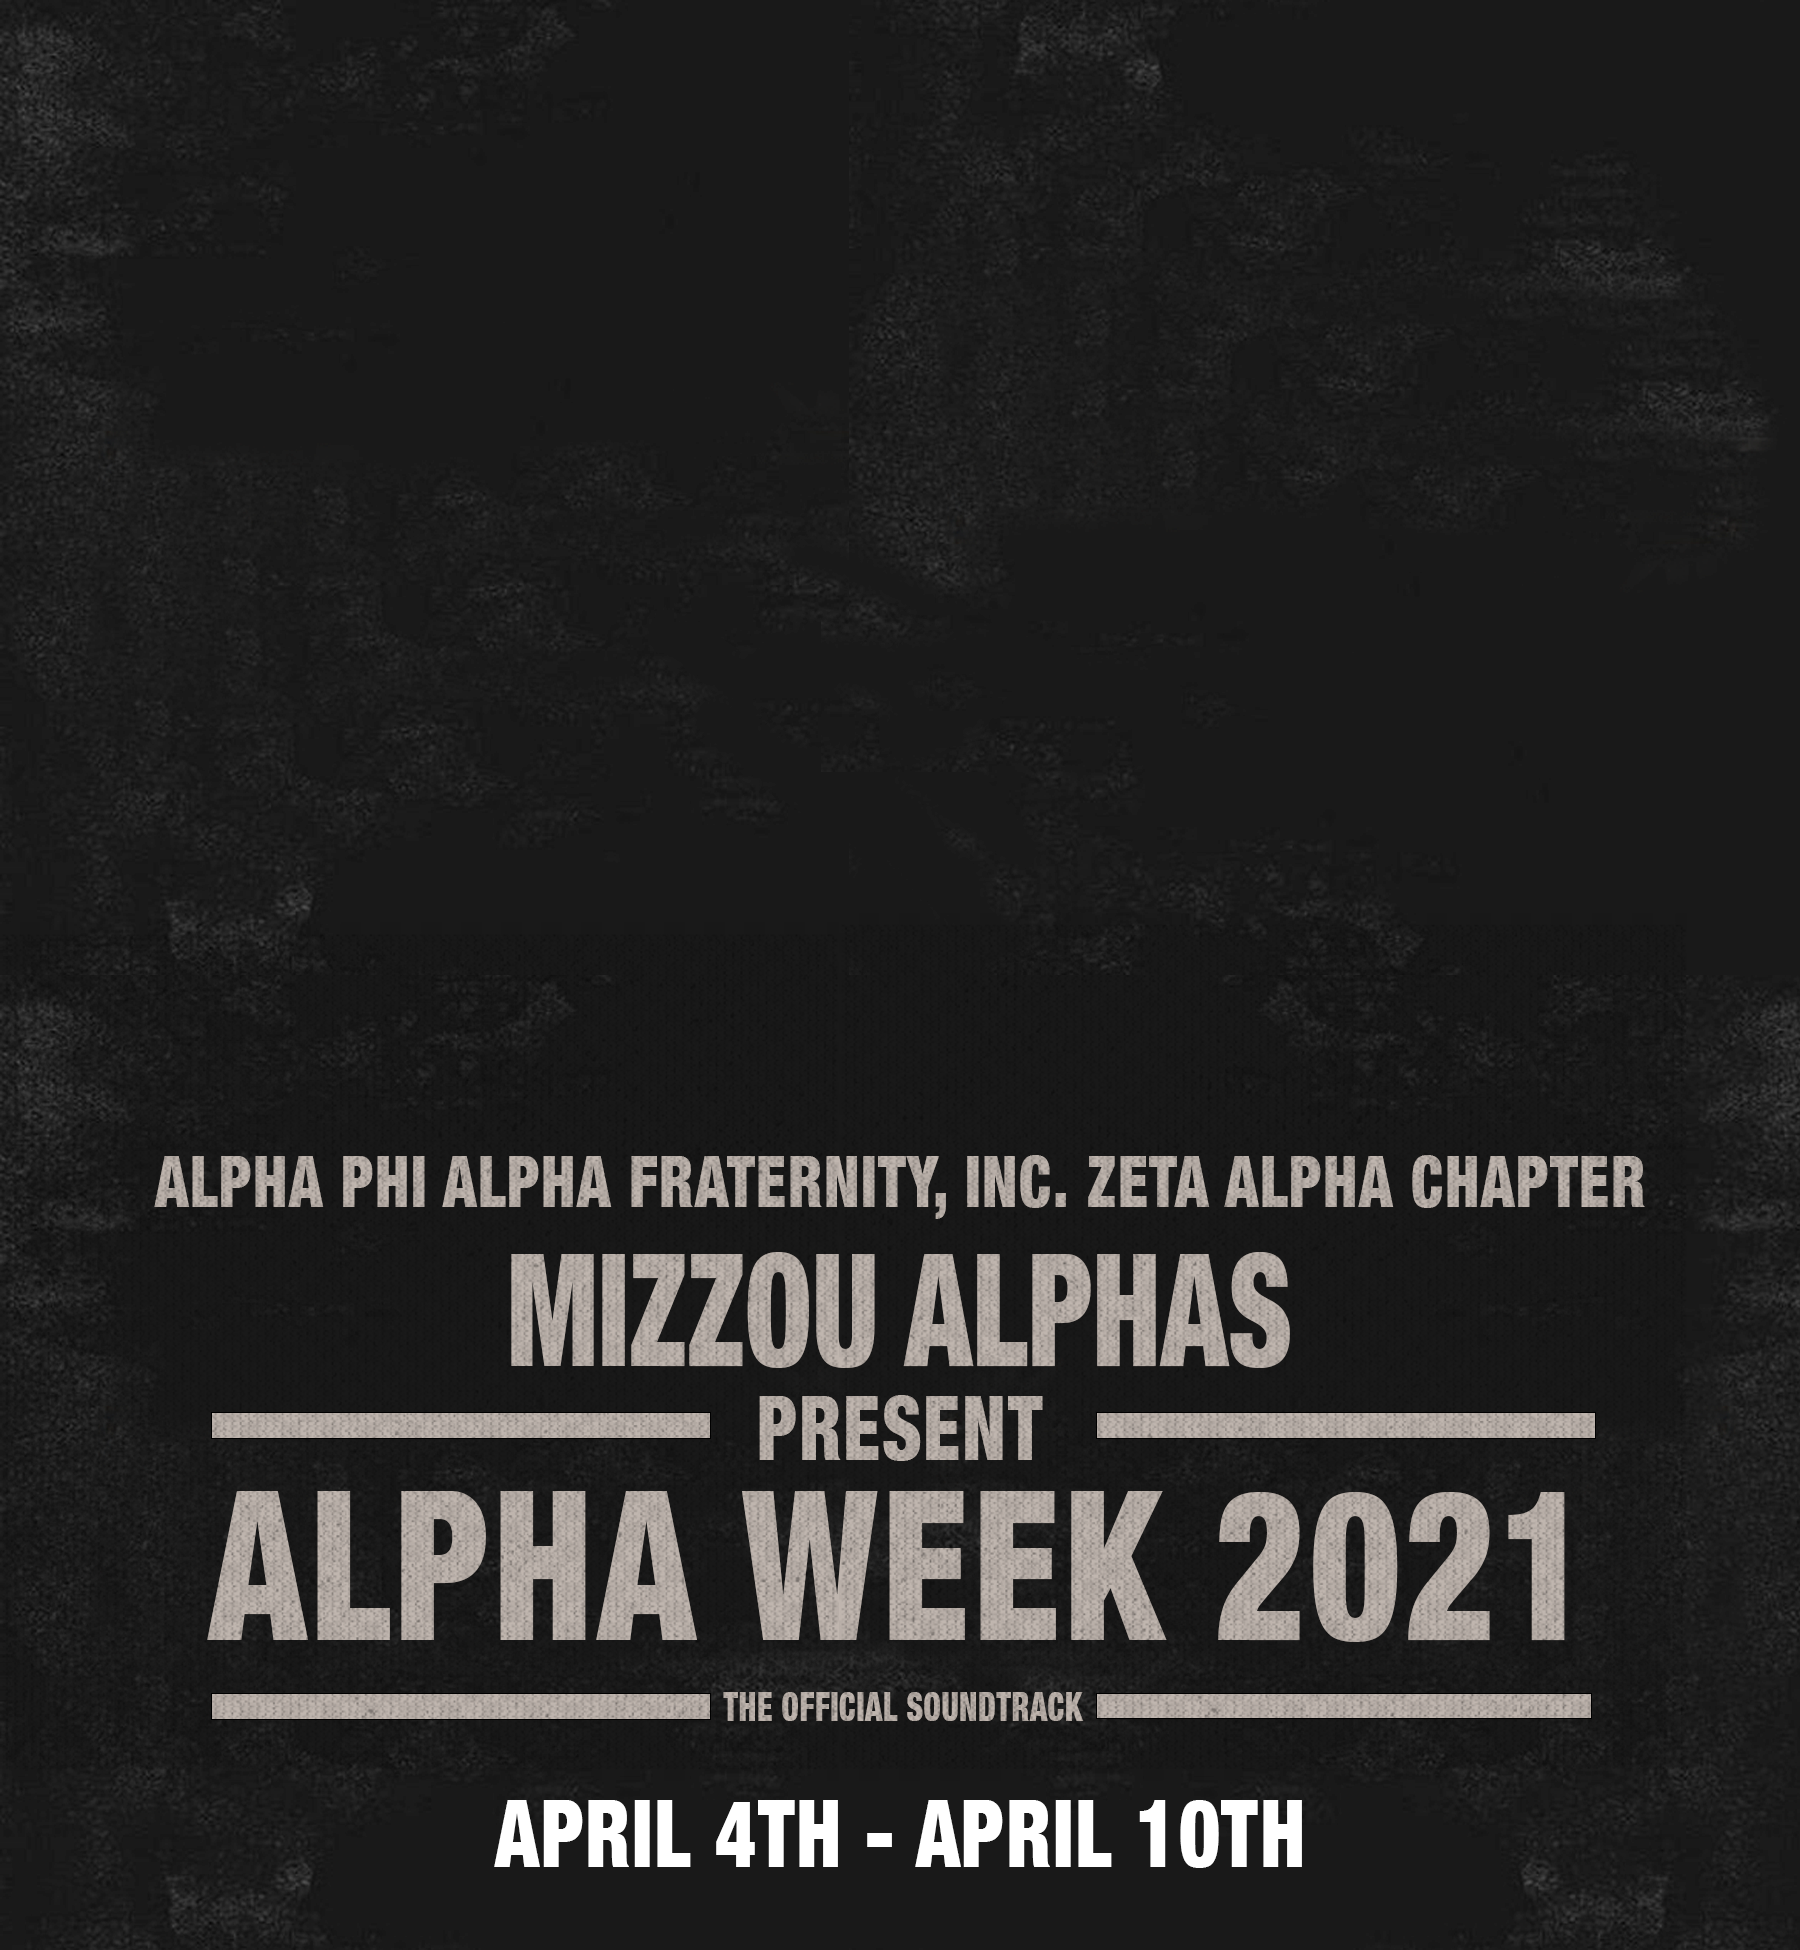 ALPHA PHI ALPHA FRATERNITY, INC. ZETA ALPHA CHAPTER
MIZZOU ALPHAS
PRESENT
ALPHA WEEK 2021
THE OFFICIAL SOUNDTRACK
APRIL 4TH - APRIL 10TH